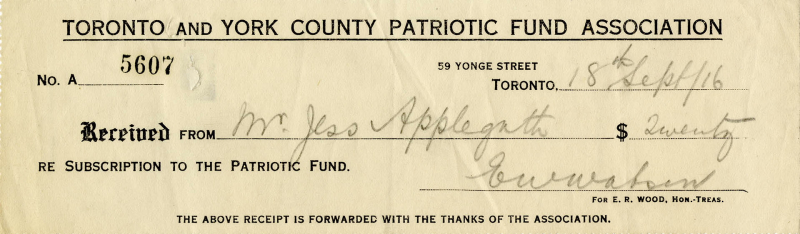 TORONTO AND YORK COUNTY PATRIOTIC FUND ASSOCIATION
No. A 5607
59 YONGE STREET
TORONTO, 18th Sept/16
Received FROM Mr. Jess Applegath $ Twenty
RE SUBSCRIPTION TO THE PATRIOTIC FUND.
EWWatson
FOR E. R. WOOD, HON.-TREAS.
THE ABOVE RECEIPT IS FORWARDED WITH THE THANKS OF THE ASSOCIATION.